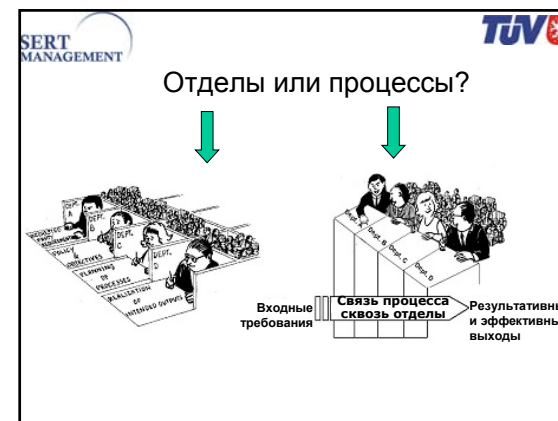 SERT
MANAGEMENT
TÜV
Отделы или процессы?
DEPT.
A
DEPT.
B
DEPT.
C
DEPT.
D
POLICY
&
OBJECTIVES
PLANNING
OF
PROCESSES
REALISATION
OF
INTENDED OUTPUTS
Dept. A
Dept. B
Dept. C
Dept. D
Входные
требования
Связь процесса
сквозь отделы
Результативны
и эффективны
выходы